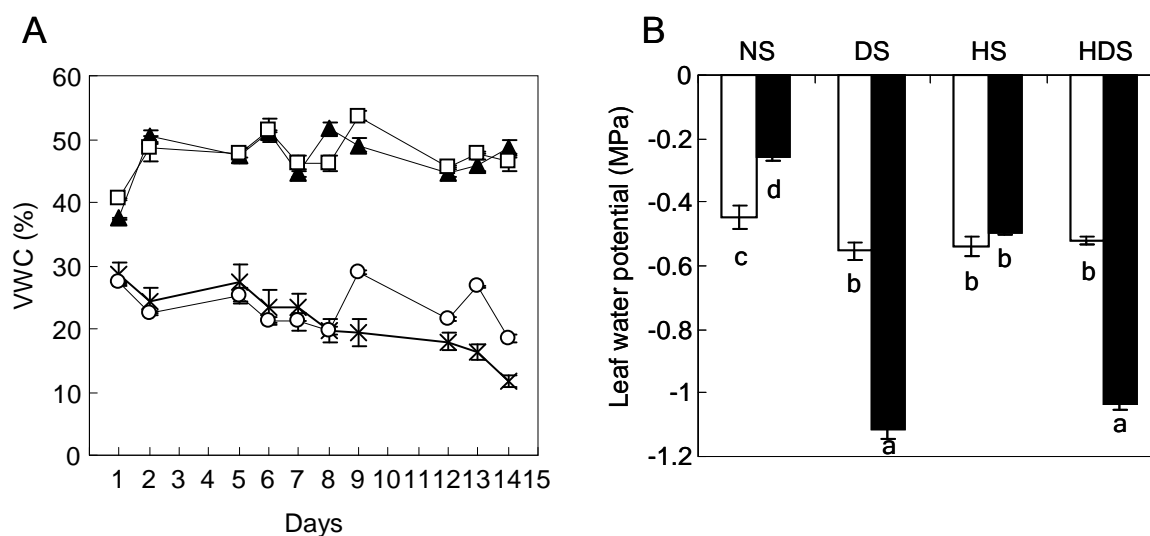 A
VWC (%)
60
50
40
30
20
10
0
1 2 3 4 5 6 7 8 9 10 11 12 13 14 15
Days
B
NS DS HS HDS
Leaf water potential (MPa)
0
-0.2
-0.4
-0.6
-0.8
-1
-1.2
c d b a b b b a